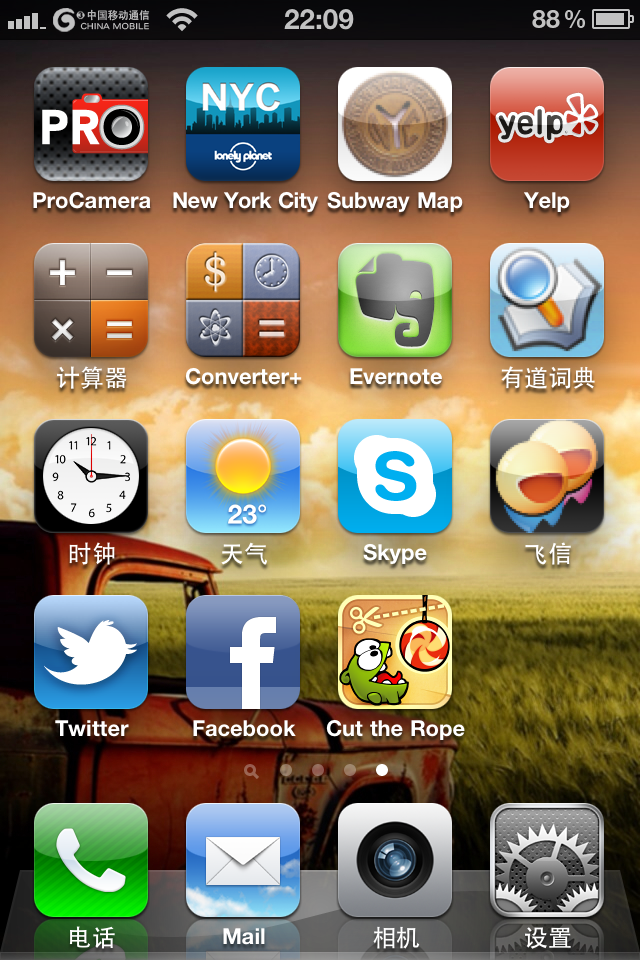 中国移动通信
CHINA MOBILE
22:09
88 %
PRO
NYC
lonely planet
NYC
yelp
ProCamera
New York City
Subway Map
Yelp
+ −
× =
$
=
计算器
Converter+
Evernote
有道词典
12
11 1
10 2
9 3
8 4
7 6 5
23°
S
时钟
天气
Skype
飞信
f
Twitter
Facebook
Cut the Rope
电话
Mail
相机
设置